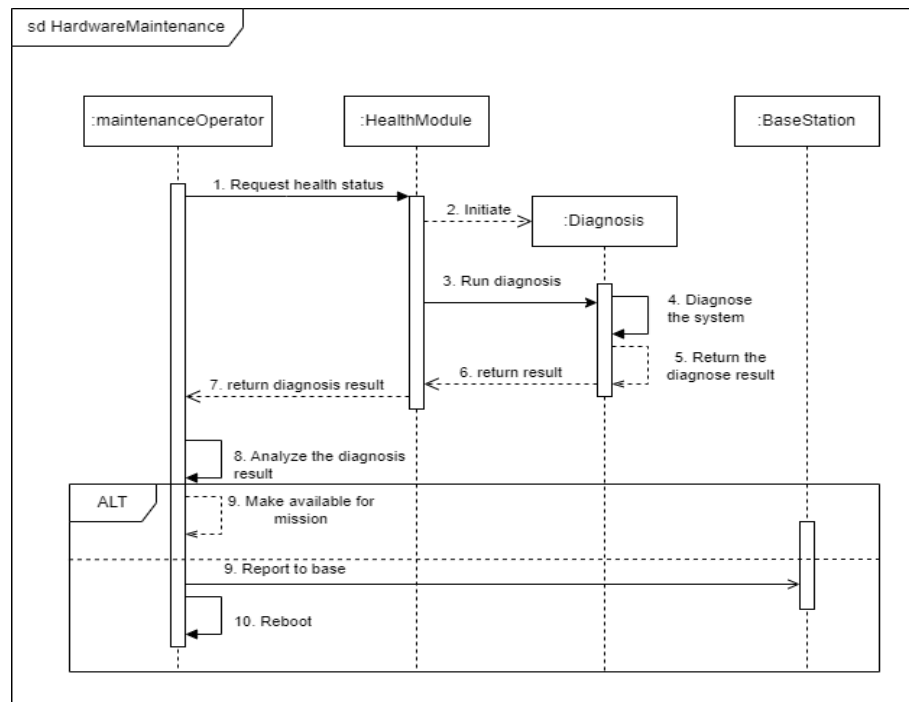 sd HardwareMaintenance
:maintenanceOperator
:HealthModule
:BaseStation
1. Request health status
2. Initiate
:Diagnosis
3. Run diagnosis
4. Diagnose
the system
5. Return the
diagnose result
6. return result
7. return diagnosis result
8. Analyze the diagnosis
result
ALT
9. Make available for
mission
9. Report to base
10. Reboot